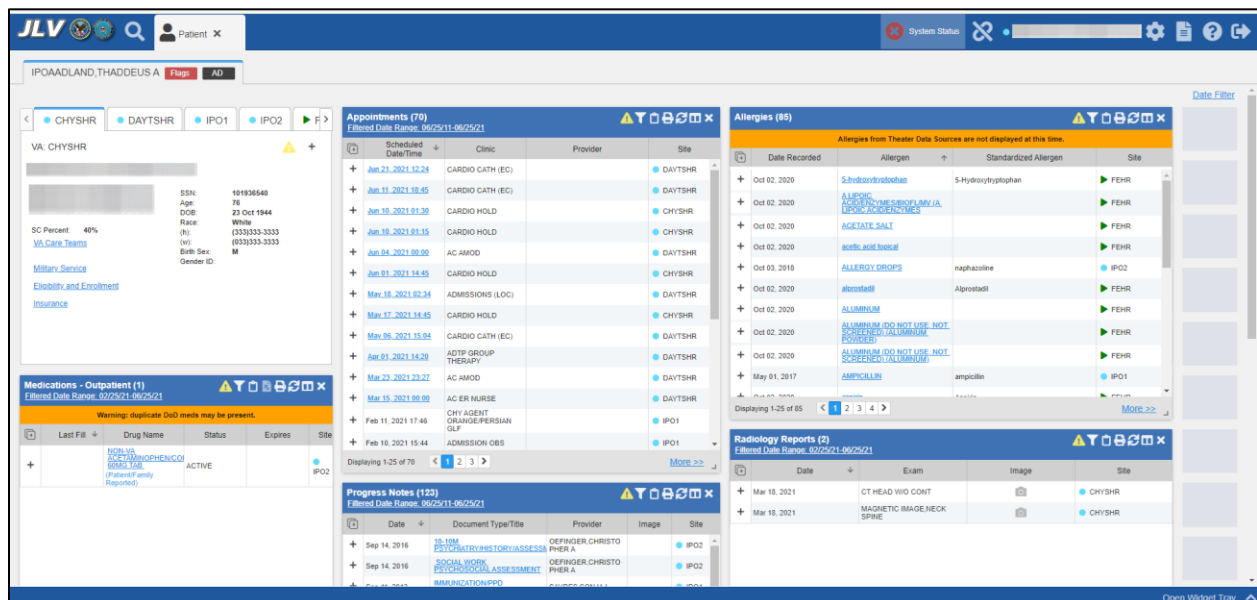 JLV
Patient ×
System Status
IPOAADLAND,THADDEUS A Flags AD
Date Filter
CHYSHR DAYTSHR IPO1 IPO2 F
VA: CHYSHR
SSN: 101936540
Age: 76
DOB: 23 Oct 1944
Race: White
(h): (333)333-3333
(w): (033)333-3333
Birth Sex: M
Gender ID:
SC Percent: 40%
VA Care Teams
Military Service
Eligibility and Enrollment
Insurance
Medications - Outpatient (1)
Filtered Date Range: 02/25/21-06/25/21
Warning: duplicate DoD meds may be present.
Last Fill Drug Name Status Expires Site
NON-VA
ACETAMINOPHEN/COI
60MG TAB
(Patient/Family
Reported)
ACTIVE
IPO2
Appointments (70)
Filtered Date Range: 06/25/11-06/25/21
Scheduled
Date/Time
Clinic Provider Site
Jun 21, 2021 12:24 CARDIO CATH (EC) DAYTSHR
Jun 11, 2021 18:45 CARDIO CATH (EC) DAYTSHR
Jun 10, 2021 01:30 CARDIO HOLD CHYSHR
Jun 10, 2021 01:15 CARDIO HOLD CHYSHR
Jun 04, 2021 00:00 AC AMOD DAYTSHR
Jun 01, 2021 14:45 CARDIO HOLD CHYSHR
May 18, 2021 02:34 ADMISSIONS (LOC) DAYTSHR
May 17, 2021 14:45 CARDIO HOLD CHYSHR
May 06, 2021 15:04 CARDIO CATH (EC) DAYTSHR
Apr 01, 2021 14:20 ADTP GROUP
THERAPY
DAYTSHR
Mar 23, 2021 23:27 AC AMOD DAYTSHR
Mar 15, 2021 00:00 AC ER NURSE DAYTSHR
Feb 11, 2021 17:46 CHY AGENT
ORANGE/PERSIAN
GLF
IPO1
Feb 10, 2021 15:44 ADMISSION OBS IPO1
Displaying 1-25 of 70 1 2 3 More >>
Progress Notes (123)
Filtered Date Range: 06/25/11-06/25/21
Date Document Type/Title Provider Image Site
Sep 14, 2016 10-10M
PSYCHIATRY/HISTORY/ASSESSM
OEFINGER,CHRISTO
PHER A
IPO2
Sep 14, 2016 SOCIAL WORK
PSYCHOSOCIAL ASSESSMENT
OEFINGER,CHRISTO
PHER A
IPO2
IMMUNIZATION/PPD
Allergies (85)
Allergies from Theater Data Sources are not displayed at this time.
Date Recorded Allergen Standardized Allergen Site
Oct 02, 2020 5-hydroxytryptophan 5-Hydroxytryptophan FEHR
Oct 02, 2020 A LIPOIC
ACID/ENZYMES/BIOFL/MV (A
LIPOIC ACID/ENZYMES
FEHR
Oct 02, 2020 ACETATE SALT FEHR
Oct 02, 2020 acetic acid topical FEHR
Oct 03, 2018 ALLERGY DROPS naphazoline IPO2
Oct 02, 2020 alprostadil Alprostadil FEHR
Oct 02, 2020 ALUMINUM FEHR
Oct 02, 2020 ALUMINUM (DO NOT USE, NOT
SCREENED) (ALUMINUM
POWDER)
FEHR
Oct 02, 2020 ALUMINUM (DO NOT USE, NOT
SCREENED) (ALUMINUM)
FEHR
May 01, 2017 AMPICILLIN ampicillin IPO1
Displaying 1-25 of 85 1 2 3 4 More >>
Radiology Reports (2)
Filtered Date Range: 02/25/21-06/25/21
Date Exam Image Site
Mar 18, 2021 CT HEAD W/O CONT CHYSHR
Mar 18, 2021 MAGNETIC IMAGE,NECK
SPINE
CHYSHR
Open Widget Tray